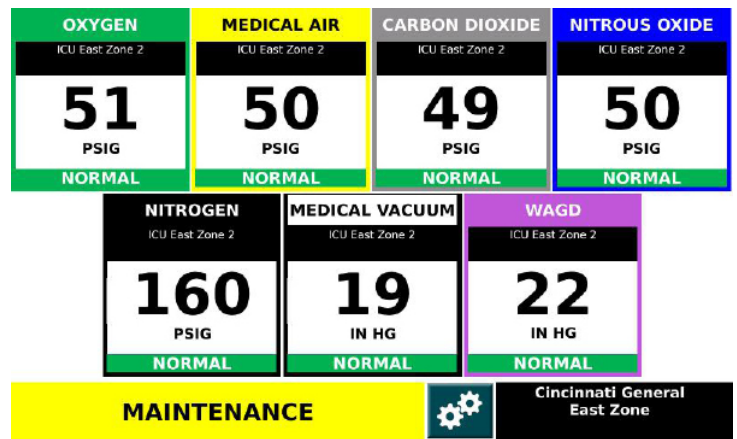 OXYGEN
ICU East Zone 2
51
PSIG
NORMAL
MEDICAL AIR
ICU East Zone 2
50
PSIG
NORMAL
CARBON DIOXIDE
ICU East Zone 2
49
PSIG
NORMAL
NITROUS OXIDE
ICU East Zone 2
50
PSIG
NORMAL
NITROGEN
ICU East Zone 2
160
PSIG
NORMAL
MEDICAL VACUUM
ICU East Zone 2
19
IN HG
NORMAL
WAGD
ICU East Zone 2
22
IN HG
NORMAL
MAINTENANCE
Cincinnati General
East Zone